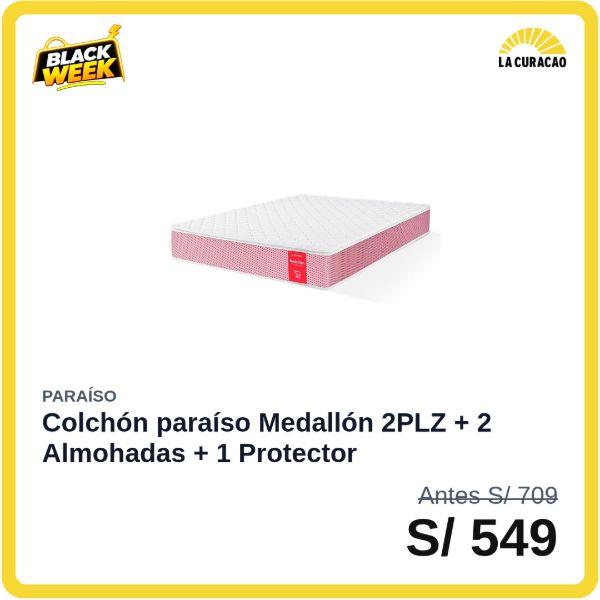 BLACK
WEEK
LA CURACAO
PARAÍSO
Colchón paraíso Medallón 2PLZ + 2
Almohadas + 1 Protector
Antes S/ 709
S/ 549